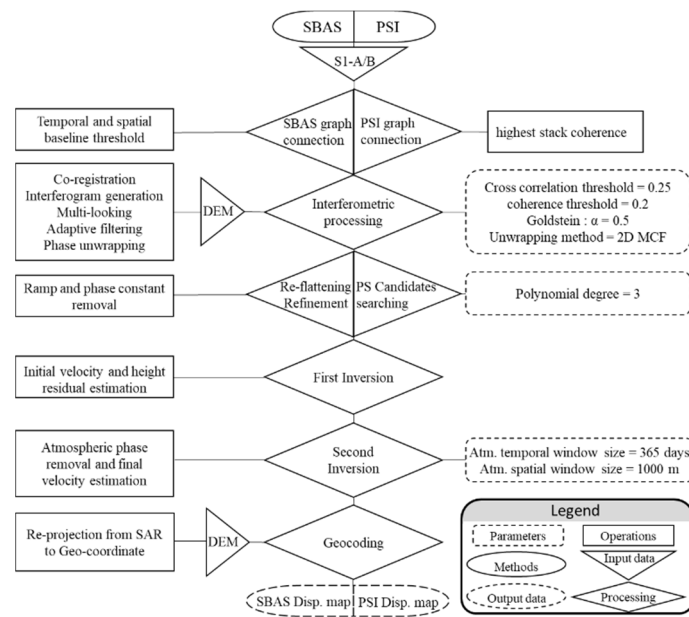 SBAS PSI
S1-A/B
Temporal and spatial
baseline threshold
SBAS graph
connection
PSI graph
connection
highest stack coherence
Co-registration
Interferogram generation
Multi-looking
Adaptive filtering
Phase unwrapping
DEM
Interferometric
processing
Cross correlation threshold = 0.25
coherence threshold = 0.2
Goldstein : α = 0.5
Unwrapping method = 2D MCF
Ramp and phase constant
removal
Re-flattening
Refinement
PS Candidates
searching
Polynomial degree = 3
Initial velocity and height
residual estimation
First Inversion
Atmospheric phase
removal and final
velocity estimation
Second
Inversion
Atm. temporal window size = 365 days
Atm. spatial window size = 1000 m
Re-projection from SAR
to Geo-coordinate
DEM
Geocoding
SBAS Disp. map PSI Disp. map
Legend
Parameters
Operations
Methods
Input data
Output data
Processing